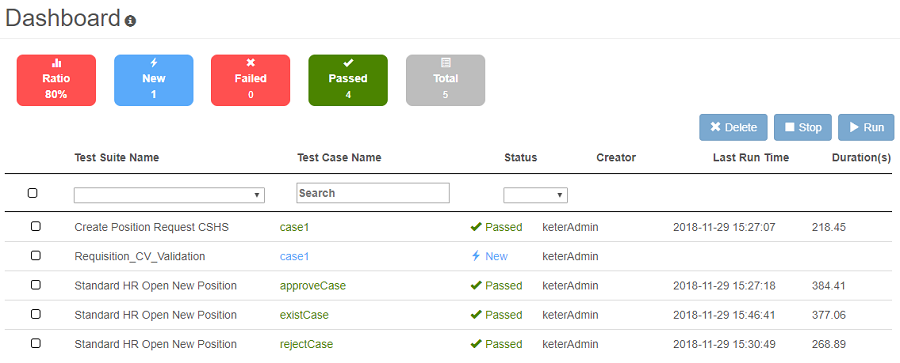 Dashboard
Ratio New Failed Passed Total
80% 1 0 4 5
Delete Stop Run
Test Suite Name Test Case Name Status Creator Last Run Time Duration(s)
Search
Create Position Request CSHS case1 Passed keterAdmin 2018-11-29 15:27:07 218.45
Requisition_CV_Validation case1 New keterAdmin
Standard HR Open New Position approveCase Passed keterAdmin 2018-11-29 15:27:18 384.41
Standard HR Open New Position existCase Passed keterAdmin 2018-11-29 15:46:41 377.06
Standard HR Open New Position rejectCase Passed keterAdmin 2018-11-29 15:30:49 268.89